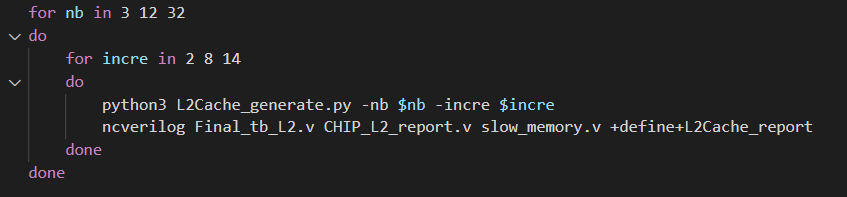 for nb in 3 12 32
do
for incre in 2 8 14
do
python3 L2Cache_generate.py -nb $nb -incre $incre
ncverilog Final_tb_L2.v CHIP_L2_report.v slow_memory.v +define+L2Cache_report
done
done